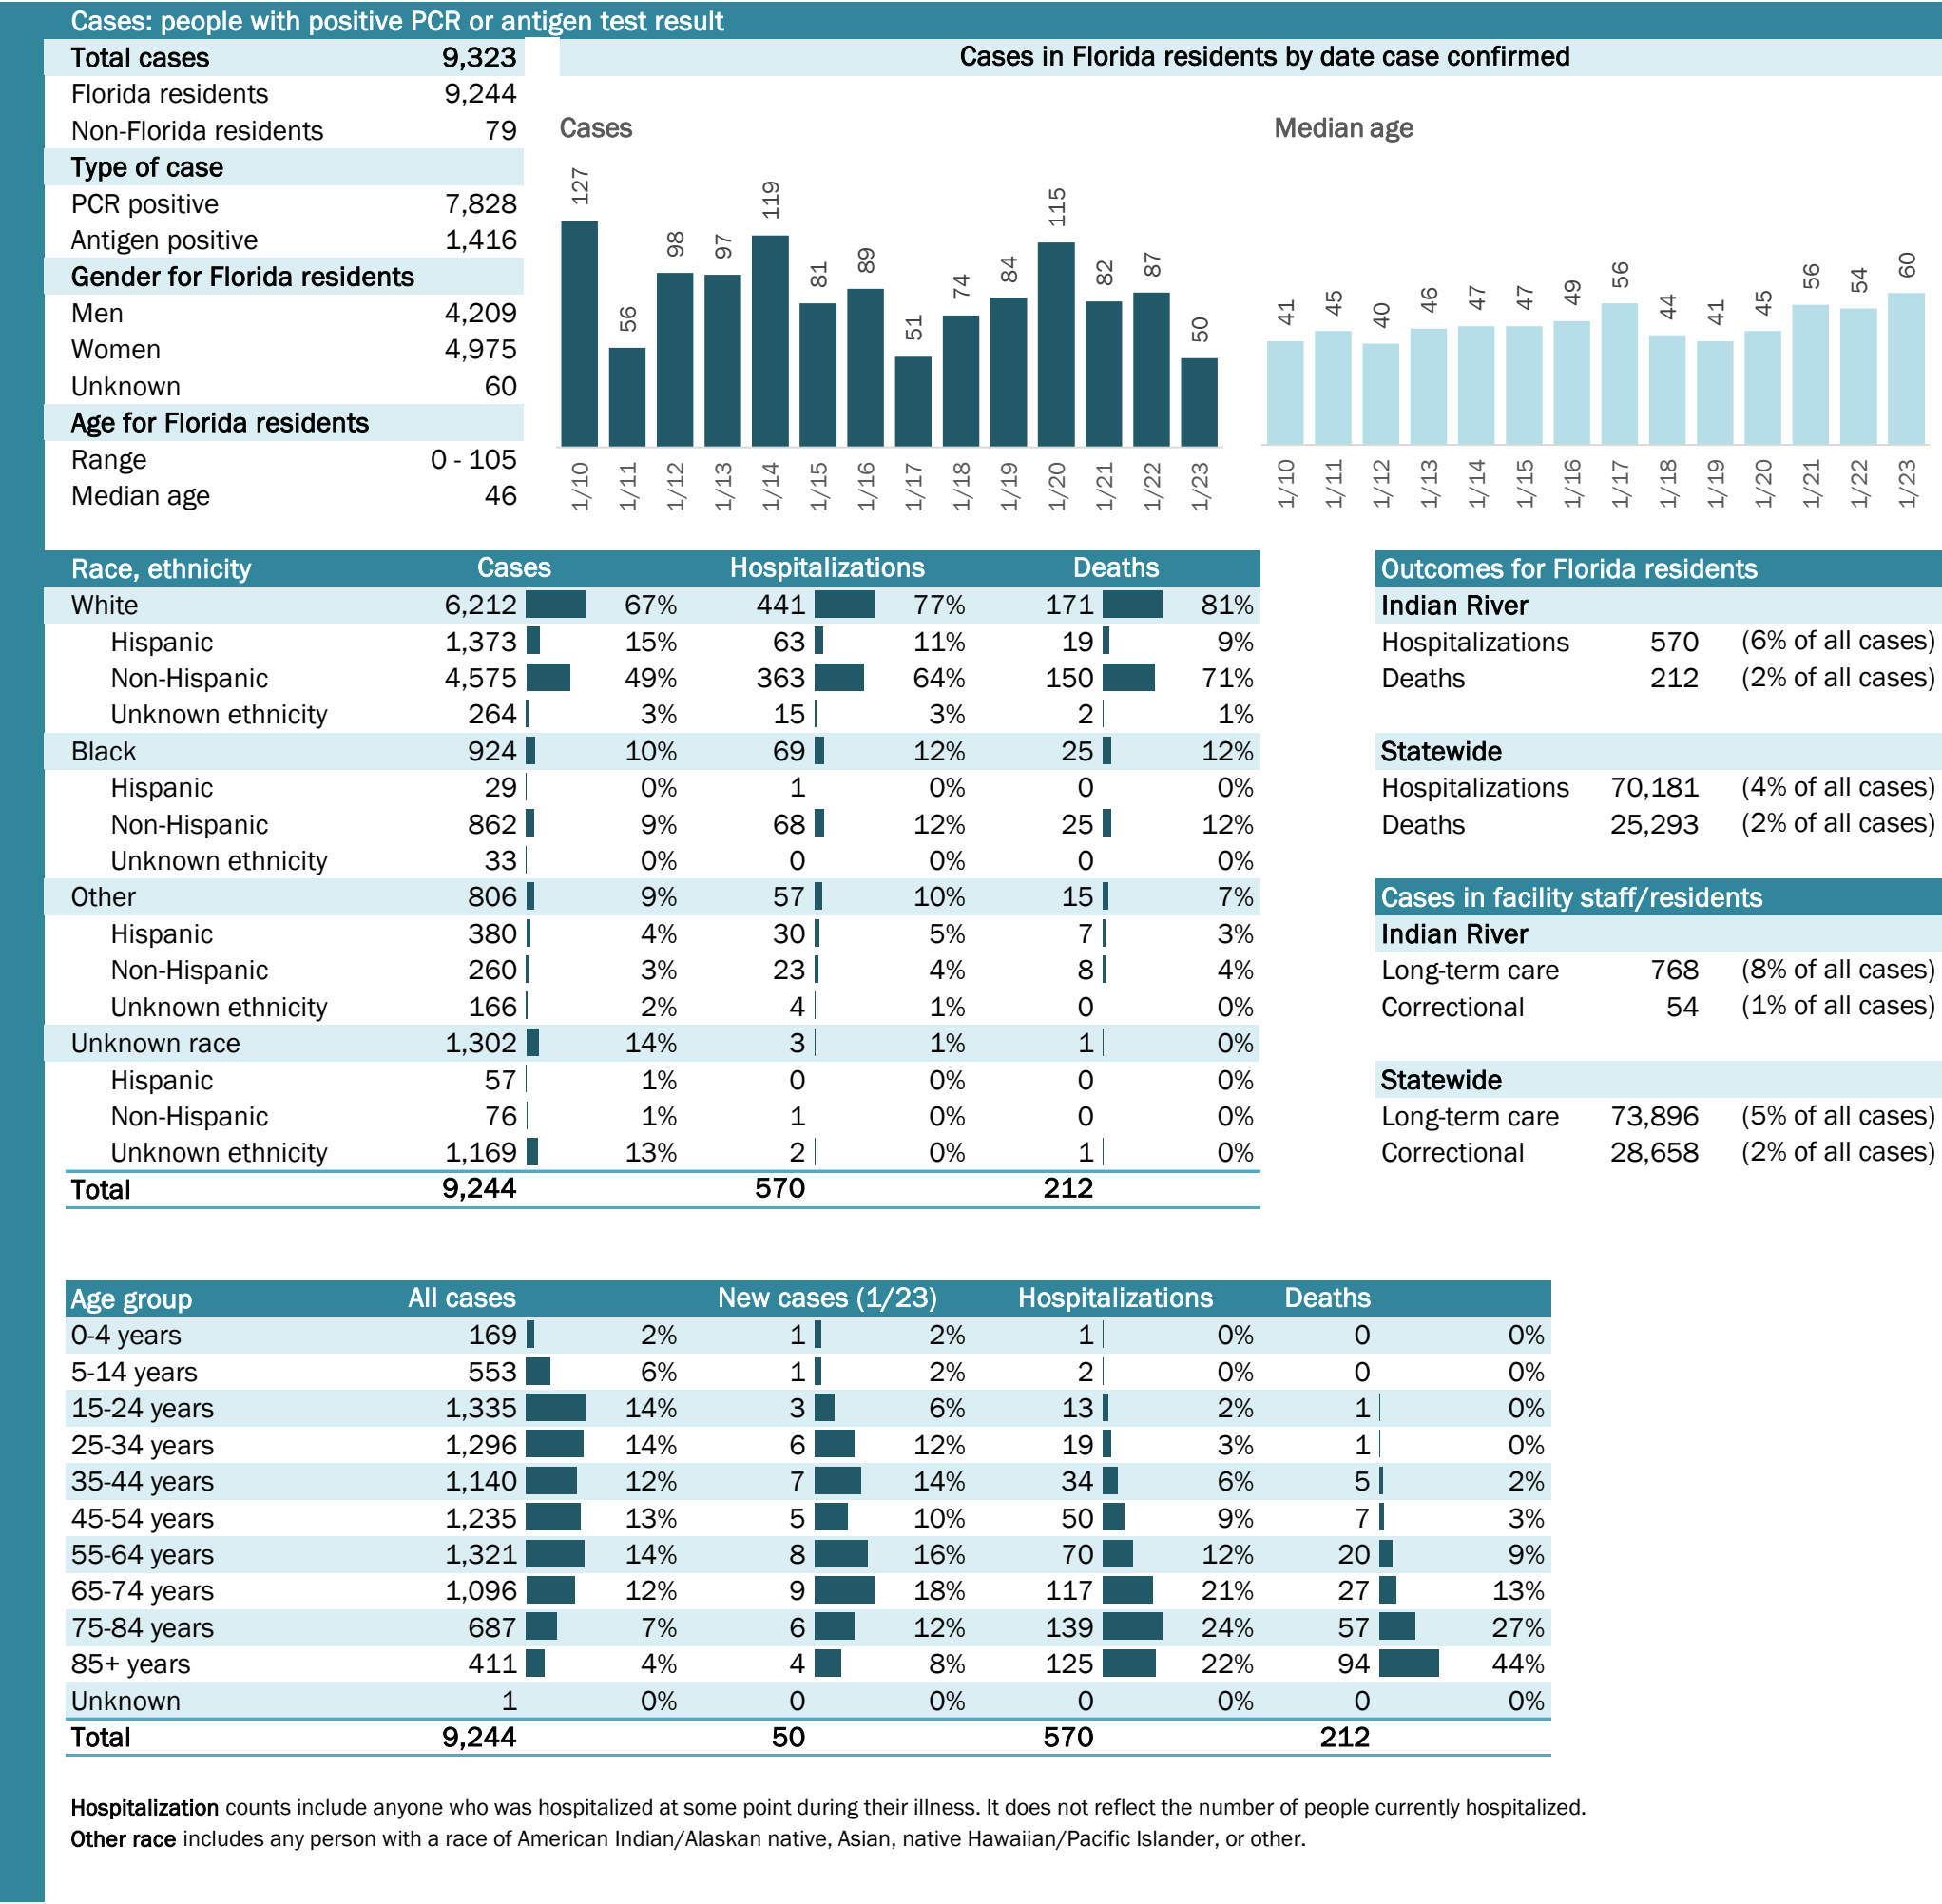 Cases: people with positive PCR or antigen test result
Total cases 9,323
Florida residents 9,244
Non-Florida residents 79
Type of case
PCR positive 7,828
Antigen positive 1,416
Gender for Florida residents
Men 4,209
Women 4,975
Unknown 60
Age for Florida residents
Range 0 - 105
Median age 46
Cases in Florida residents by date case confirmed
Cases
127 56 98 97 119 81 89 51 74 84 115 82 87 50
1/10 1/11 1/12 1/13 1/14 1/15 1/16 1/17 1/18 1/19 1/20 1/21 1/22 1/23
Median age
41 45 40 46 47 47 49 56 44 41 45 56 54 60
1/10 1/11 1/12 1/13 1/14 1/15 1/16 1/17 1/18 1/19 1/20 1/21 1/22 1/23
Race, ethnicity Cases Hospitalizations Deaths
White 6,212 67% 441 77% 171 81%
Hispanic 1,373 15% 63 11% 19 9%
Non-Hispanic 4,575 49% 363 64% 150 71%
Unknown ethnicity 264 3% 15 3% 2 1%
Black 924 10% 69 12% 25 12%
Hispanic 29 0% 1 0% 0 0%
Non-Hispanic 862 9% 68 12% 25 12%
Unknown ethnicity 33 0% 0 0% 0 0%
Other 806 9% 57 10% 15 7%
Hispanic 380 4% 30 5% 7 3%
Non-Hispanic 260 3% 23 4% 8 4%
Unknown ethnicity 166 2% 4 1% 0 0%
Unknown race 1,302 14% 3 1% 1 0%
Hispanic 57 1% 0 0% 0 0%
Non-Hispanic 76 1% 1 0% 0 0%
Unknown ethnicity 1,169 13% 2 0% 1 0%
Total 9,244 570 212
Outcomes for Florida residents
Indian River
Hospitalizations 570 (6% of all cases)
Deaths 212 (2% of all cases)
Statewide
Hospitalizations 70,181 (4% of all cases)
Deaths 25,293 (2% of all cases)
Cases in facility staff/residents
Indian River
Long-term care 768 (8% of all cases)
Correctional 54 (1% of all cases)
Statewide
Long-term care 73,896 (5% of all cases)
Correctional 28,658 (2% of all cases)
Age group All cases New cases (1/23) Hospitalizations Deaths
0-4 years 169 2% 1 2% 1 0% 0 0%
5-14 years 553 6% 1 2% 2 0% 0 0%
15-24 years 1,335 14% 3 6% 13 2% 1 0%
25-34 years 1,296 14% 6 12% 19 3% 1 0%
35-44 years 1,140 12% 7 14% 34 6% 5 2%
45-54 years 1,235 13% 5 10% 50 9% 7 3%
55-64 years 1,321 14% 8 16% 70 12% 20 9%
65-74 years 1,096 12% 9 18% 117 21% 27 13%
75-84 years 687 7% 6 12% 139 24% 57 27%
85+ years 411 4% 4 8% 125 22% 94 44%
Unknown 1 0% 0 0% 0 0% 0 0%
Total 9,244 50 570 212
Hospitalization counts include anyone who was hospitalized at some point during their illness. It does not reflect the number of people currently hospitalized.
Other race includes any person with a race of American Indian/Alaskan native, Asian, native Hawaiian/Pacific Islander, or other.